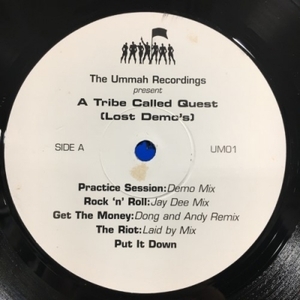 The Ummah Recordings
present
A Tribe Called Quest
(Lost Demo's)
SIDE A UM01
Practice Session:Demo Mix
Rock 'n' Roll:Jay Dee Mix
Get The Money:Dong and Andy Remix
The Riot:Laid by Mix
Put It Down